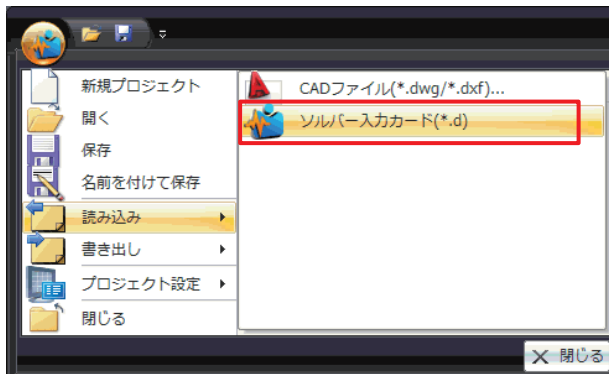 新規プロジェクト
開く
保存
名前を付けて保存
読み込み
書き出し
プロジェクト設定
閉じる
CADファイル(*.dwg/*.dxf)...
ソルバー入力カード(*.d)
閉じる